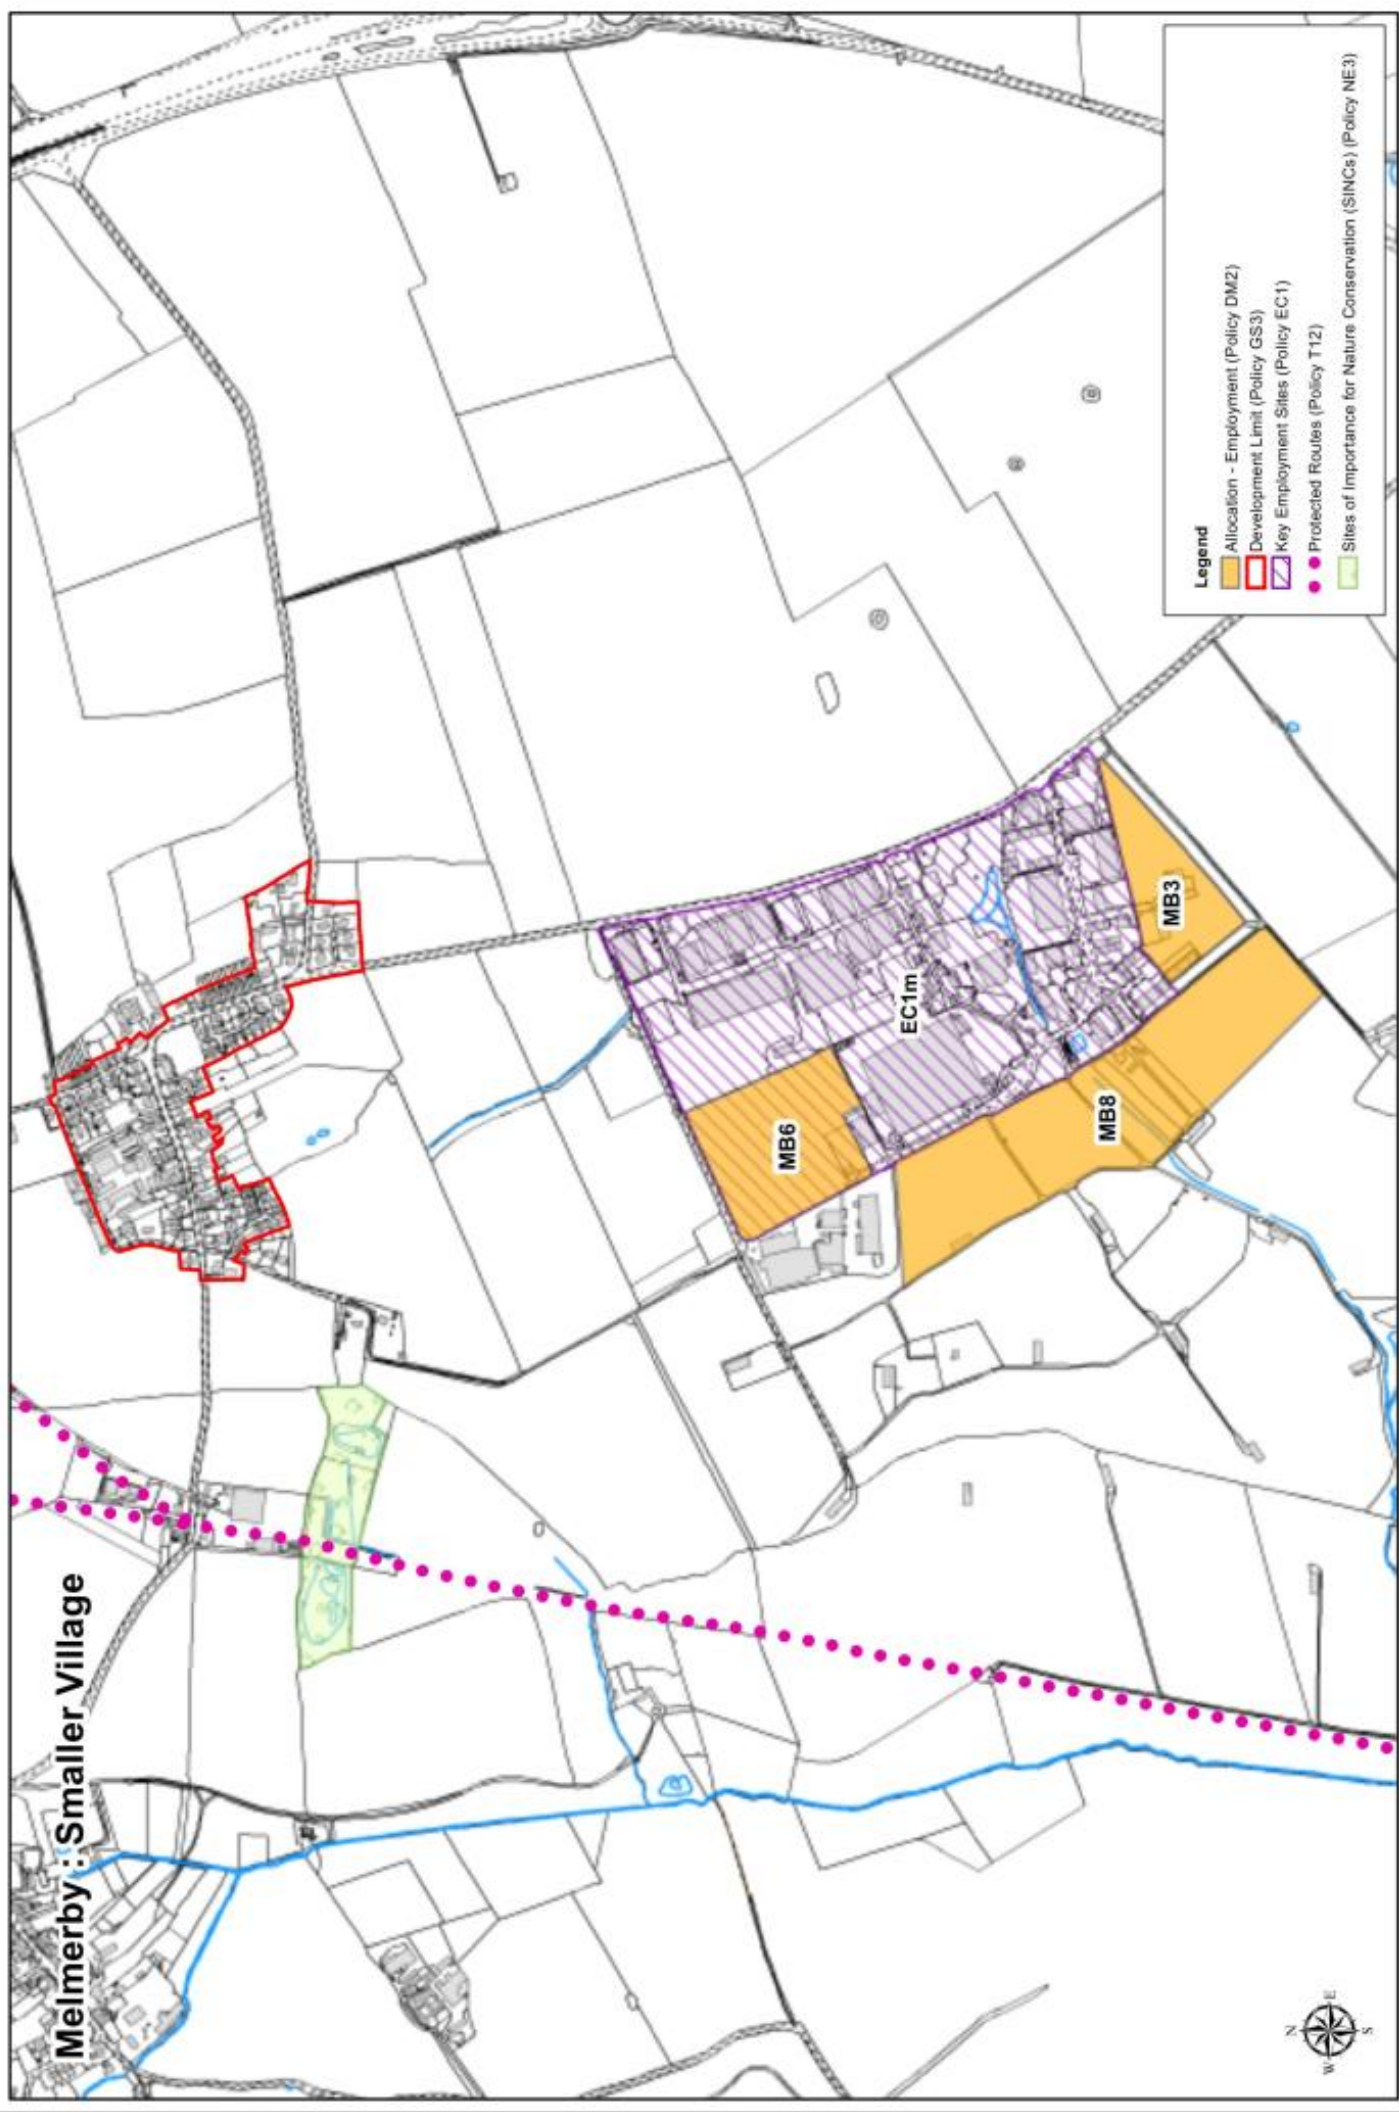 Melmerby : Smaller Village
MB6
EC1m
MB3
MB8
Legend
Allocation - Employment (Policy DM2)
Development Limit (Policy GS3)
Key Employment Sites (Policy EC1)
Protected Routes (Policy T12)
Sites of Importance for Nature Conservation (SINCs) (Policy NE3)
N
W
E
S